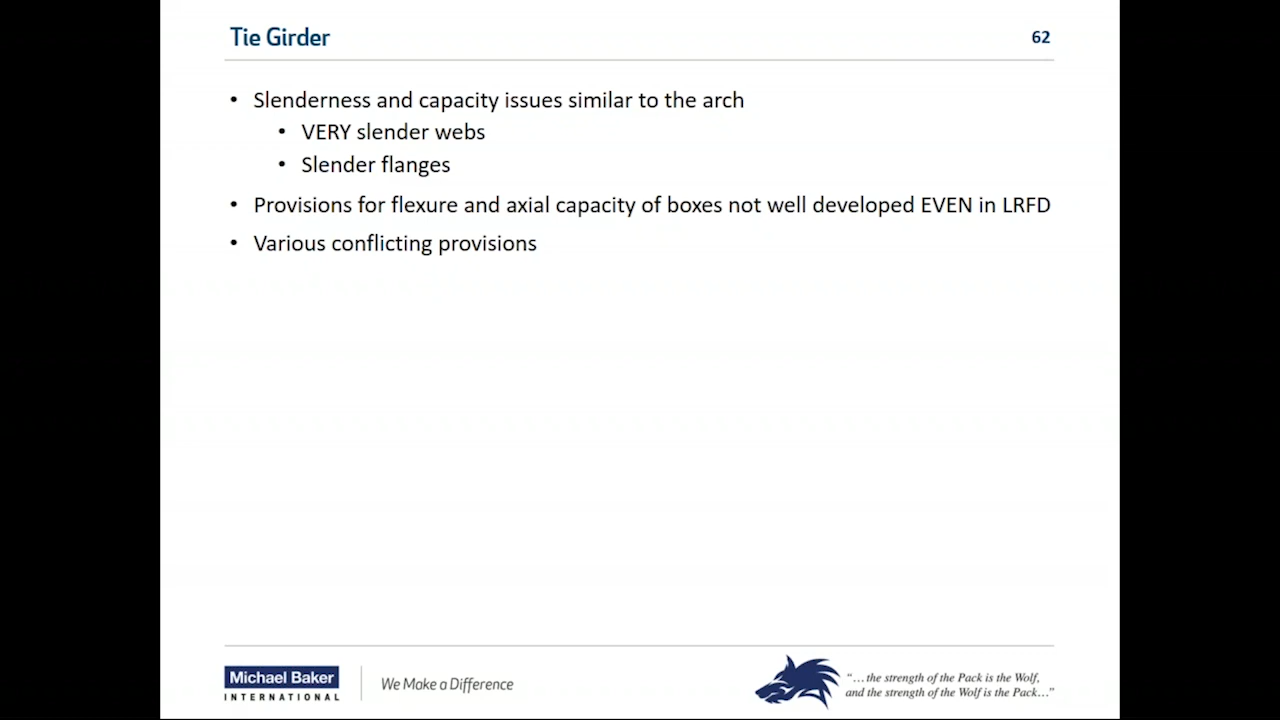 Tie Girder
62
• Slenderness and capacity issues similar to the arch
• VERY slender webs
• Slender flanges
• Provisions for flexure and axial capacity of boxes not well developed EVEN in LRFD
• Various conflicting provisions
Michael Baker
INTERNATIONAL
We Make a Difference
“…the strength of the Pack is the Wolf,
and the strength of the Wolf is the Pack…”